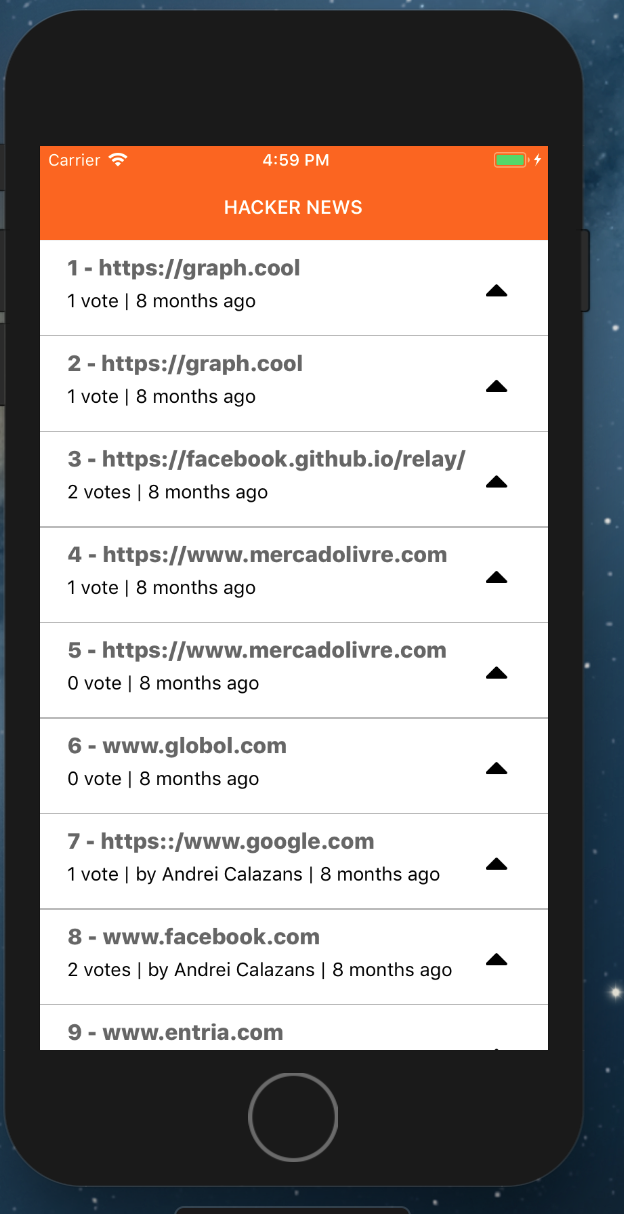 Carrier 4:59 PM
HACKER NEWS
1 - https://graph.cool
1 vote | 8 months ago
2 - https://graph.cool
1 vote | 8 months ago
3 - https://facebook.github.io/relay/
2 votes | 8 months ago
4 - https://www.mercadolivre.com
1 vote | 8 months ago
5 - https://www.mercadolivre.com
0 vote | 8 months ago
6 - www.globol.com
0 vote | 8 months ago
7 - https::/www.google.com
1 vote | by Andrei Calazans | 8 months ago
8 - www.facebook.com
2 votes | by Andrei Calazans | 8 months ago
9 - www.entria.com